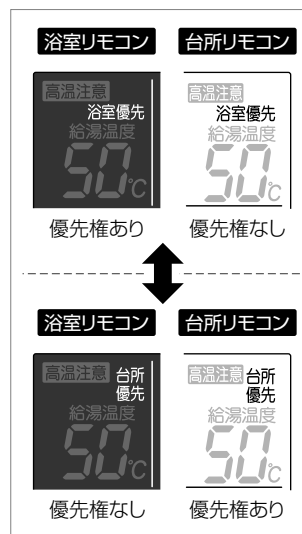 浴室リモコン 台所リモコン
高温注意 高温注意
浴室優先 浴室優先
給湯温度 給湯温度
50℃ 50℃
優先権あり 優先権なし
浴室リモコン 台所リモコン
高温注意 台所 高温注意 台所
優先 優先
給湯温度 給湯温度
50℃ 50℃
優先権なし 優先権あり